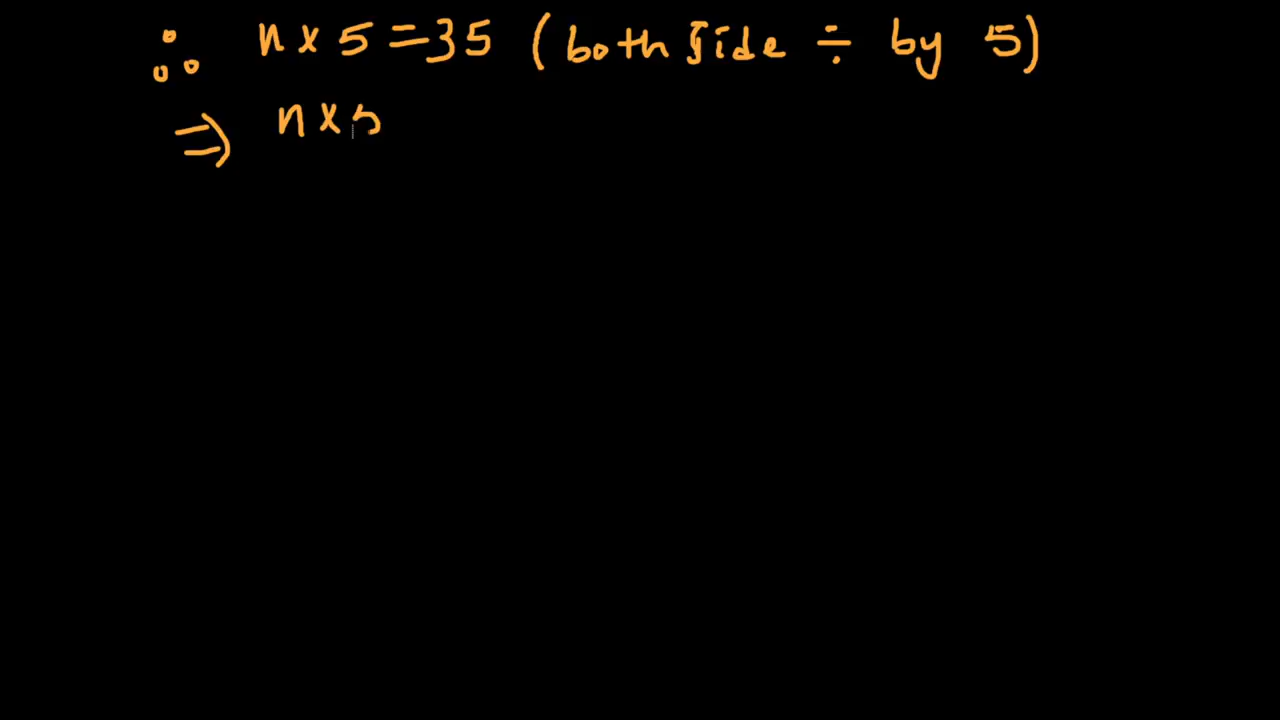 ∴ n × 5 = 35 (both side ÷ by 5)
⇒ n × 5